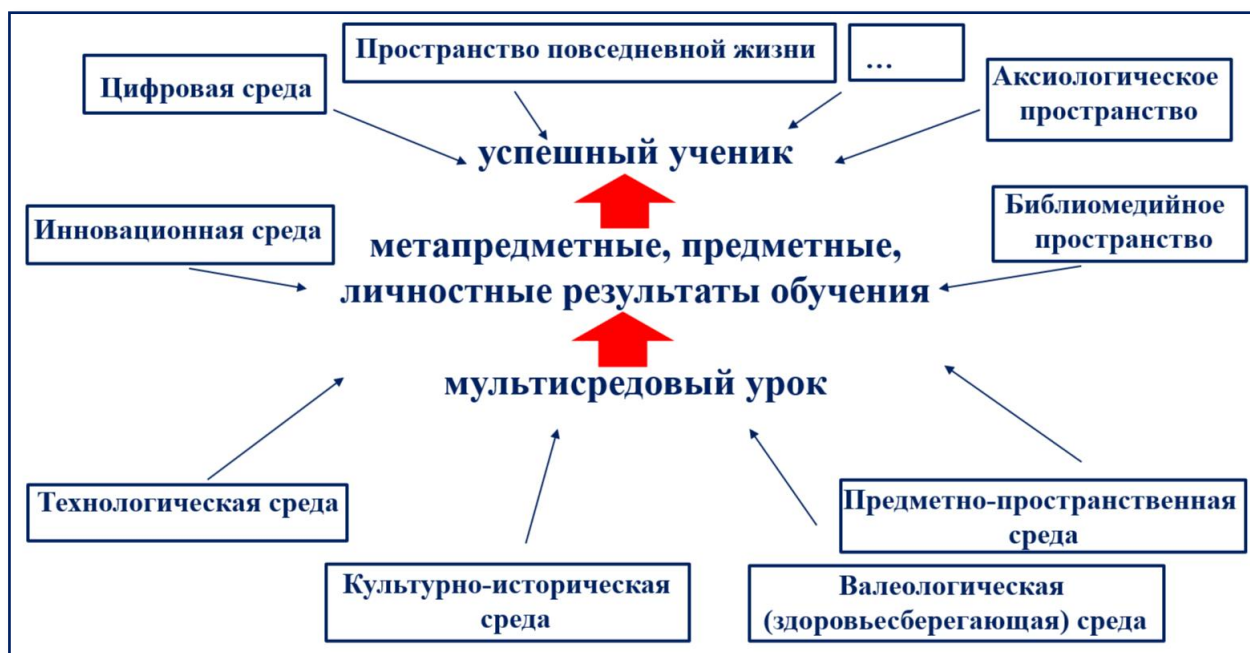 Пространство повседневной жизни
...
Цифровая среда
Аксиологическое
пространство
успешный ученик
Инновационная среда
Библиомедийное
пространство
метапредметные, предметные,
личностные результаты обучения
мультисредовый урок
Технологическая среда
Предметно-пространственная
среда
Культурно-историческая
среда
Валеологическая
(здоровьесберегающая) среда